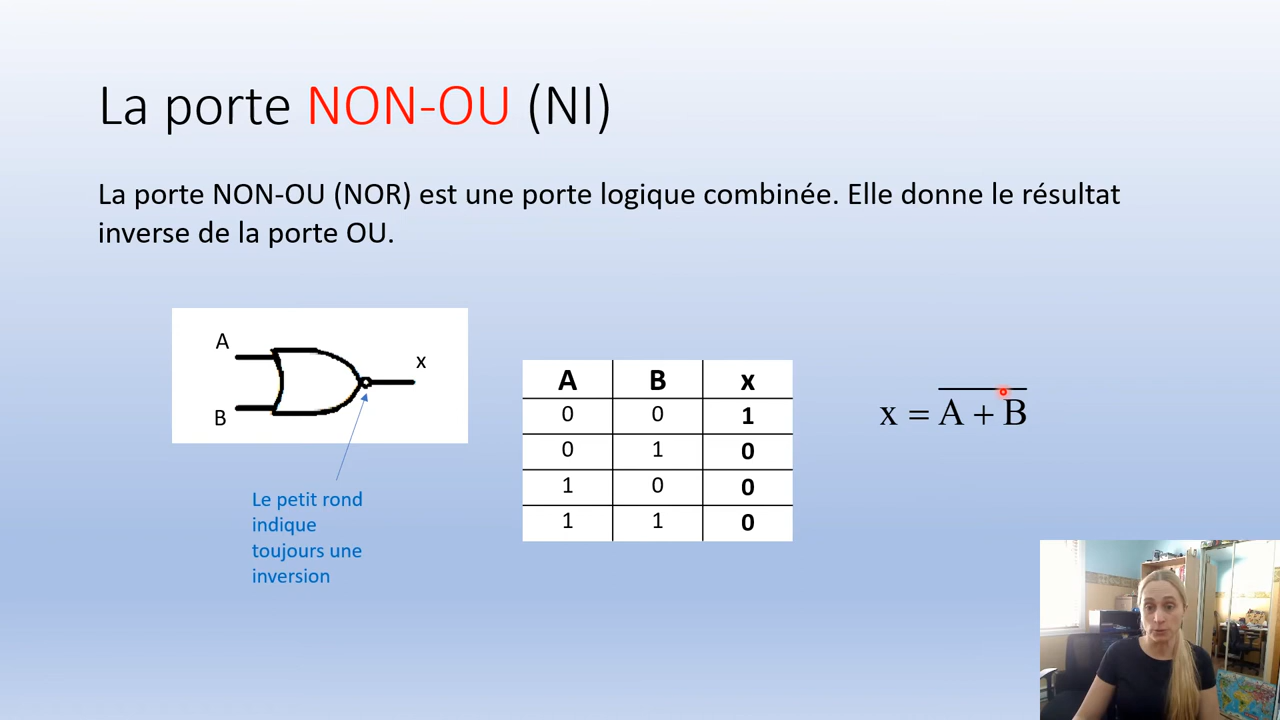 La porte NON-OU (NI)
La porte NON-OU (NOR) est une porte logique combinée. Elle donne le résultat
inverse de la porte OU.
A
x
B
Le petit rond
indique
toujours une
inversion
A B x
0 0 1
0 1 0
1 0 0
1 1 0
x = A̅ ̅+̅ ̅B̅